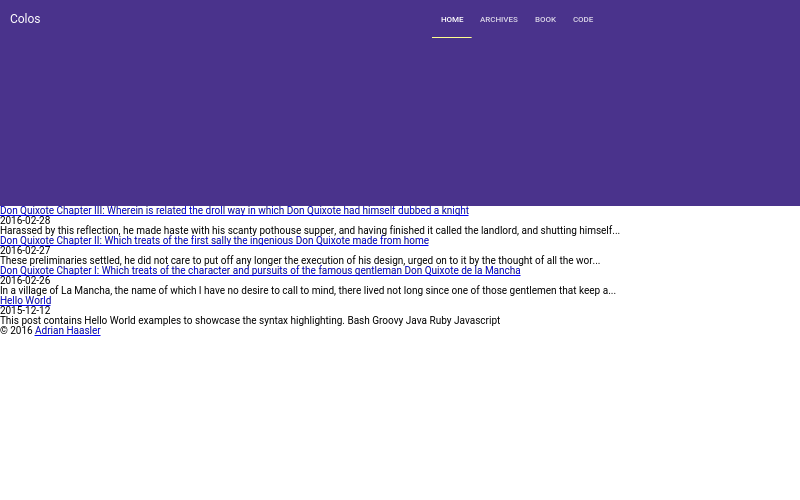 Colos
HOME ARCHIVES BOOK CODE
Don Quixote Chapter III: Wherein is related the droll way in which Don Quixote had himself dubbed a knight
2016-02-28
Harassed by this reflection, he made haste with his scanty pothouse supper, and having finished it called the landlord, and shutting himself...
Don Quixote Chapter II: Which treats of the first sally the ingenious Don Quixote made from home
2016-02-27
These preliminaries settled, he did not care to put off any longer the execution of his design, urged on to it by the thought of all the wor...
Don Quixote Chapter I: Which treats of the character and pursuits of the famous gentleman Don Quixote de la Mancha
2016-02-26
In a village of La Mancha, the name of which I have no desire to call to mind, there lived not long since one of those gentlemen that keep a...
Hello World
2015-12-12
This post contains Hello World examples to showcase the syntax highlighting. Bash Groovy Java Ruby Javascript
© 2016 Adrian Haasler